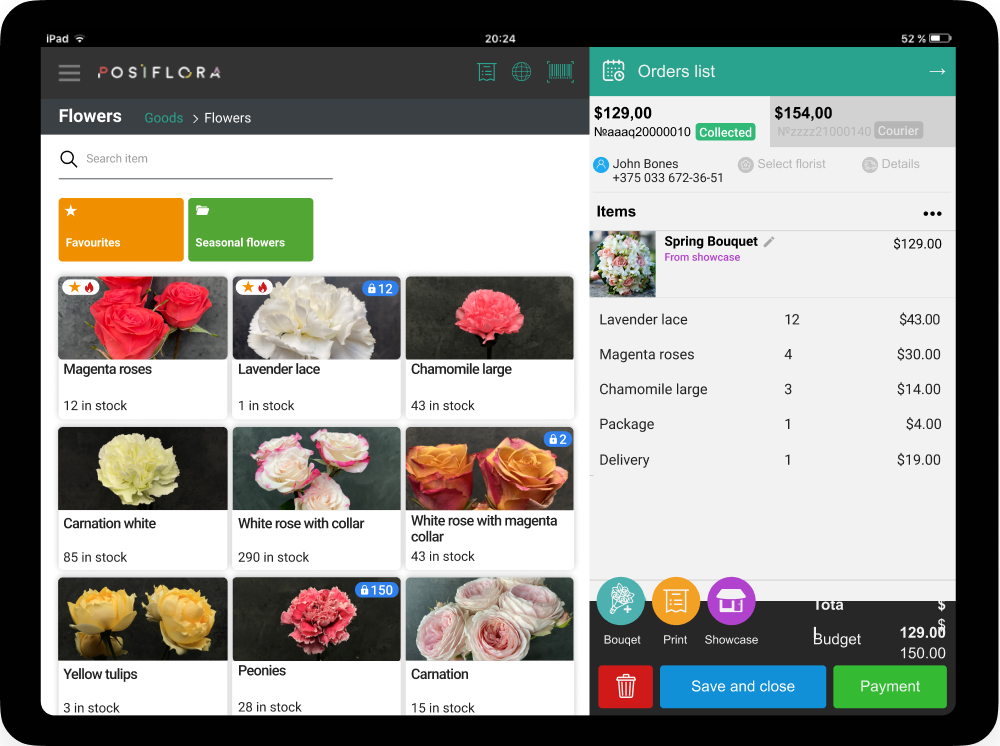 iPad
20:24
52 %
POSIFLORA
Flowers
Goods > Flowers
Search item
Favourites
Seasonal flowers
Magenta roses
12 in stock
12
Lavender lace
1 in stock
Chamomile large
43 in stock
Carnation white
85 in stock
White rose with collar
290 in stock
2
White rose with magenta
collar
43 in stock
Yellow tulips
3 in stock
150
Peonies
28 in stock
Carnation
15 in stock
Orders list →
$129,00
№aaaq20000010 Collected
$154,00
№zzzz21000140 Courier
John Bones
+375 033 672-36-51
Select florist
Details
Items •••
Spring Bouquet $129.00
From showcase
Lavender lace 12 $43.00
Magenta roses 4 $30.00
Chamomile large 3 $14.00
Package 1 $4.00
Delivery 1 $19.00
Bouqet
Print
Showcase
Tota $
l $
129.00
Budget
150.00
Save and close
Payment